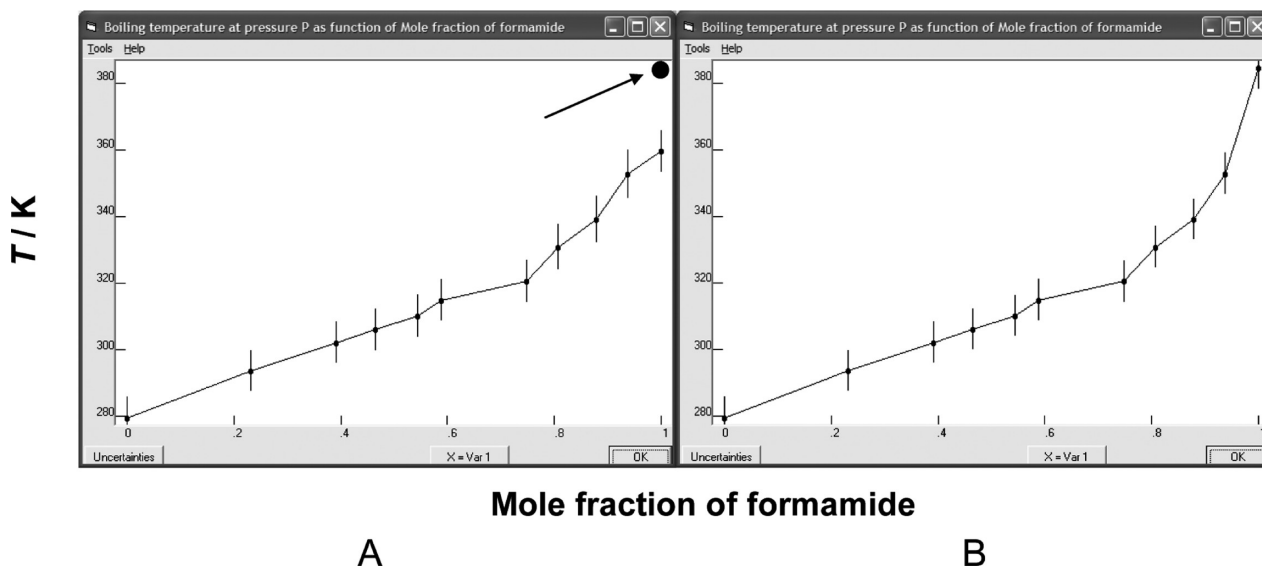 Boiling temperature at pressure P as function of Mole fraction of formamide
Tools Help
380
360
340
320
300
280
0 .2 .4 .6 .8 1
Uncertainties X = Var 1 OK
Boiling temperature at pressure P as function of Mole fraction of formamide
Tools Help
380
360
340
320
300
280
0 .2 .4 .6 .8 1
Uncertainties X = Var 1 OK
T / K
Mole fraction of formamide
A B